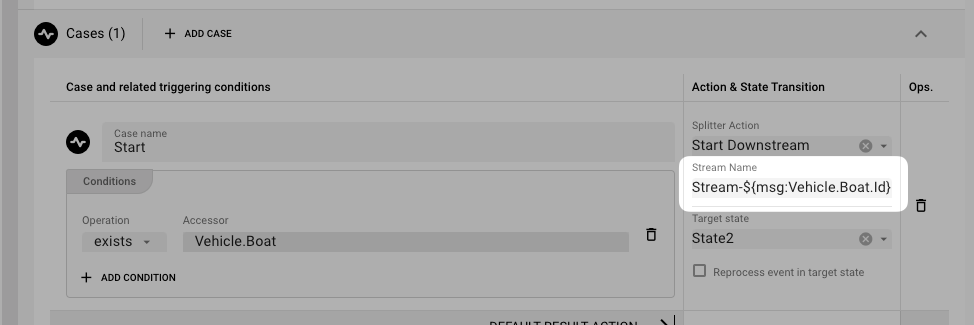 Cases (1)
ADD CASE
Case and related triggering conditions
Action & State Transition
Ops.
Case name
Start
Splitter Action
Start Downstream
Stream Name
Stream-${msg:Vehicle.Boat.Id}
Conditions
Operation
Accessor
exists
Vehicle.Boat
Target state
State2
ADD CONDITION
Reprocess event in target state
DEFAULT RESULT ACTION